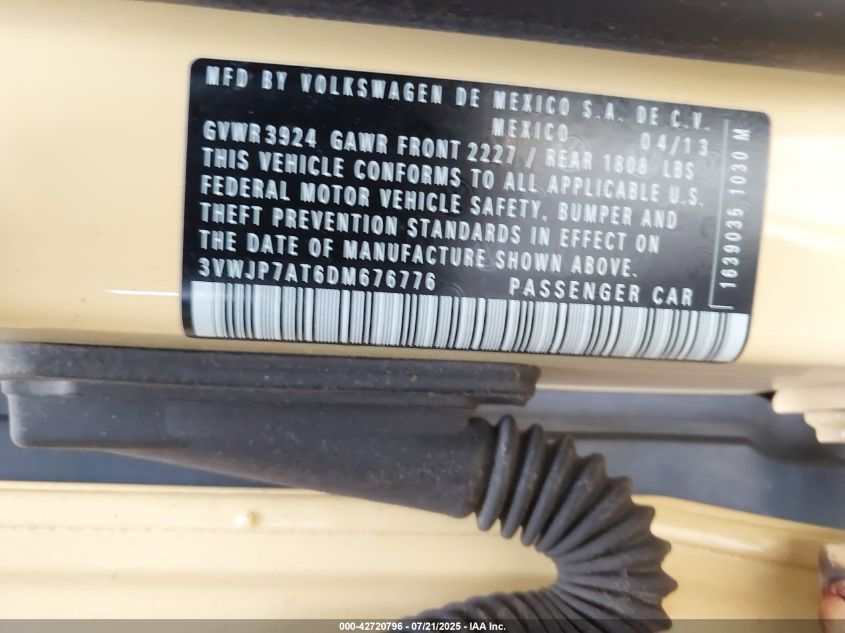 MFD BY VOLKSWAGEN DE MEXICO S.A. DE C.V.
MEXICO 04/13
GVWR 3924 GAWR FRONT 2227 / REAR 1808 LBS
THIS VEHICLE CONFORMS TO ALL APPLICABLE U.S.
FEDERAL MOTOR VEHICLE SAFETY, BUMPER AND
THEFT PREVENTION STANDARDS IN EFFECT ON
THE DATE OF MANUFACTURE SHOWN ABOVE.
3VWJP7AT6DM676776 PASSENGER CAR
1639035 1030 M
000-42720796 - 07/21/2025 - IAA Inc.